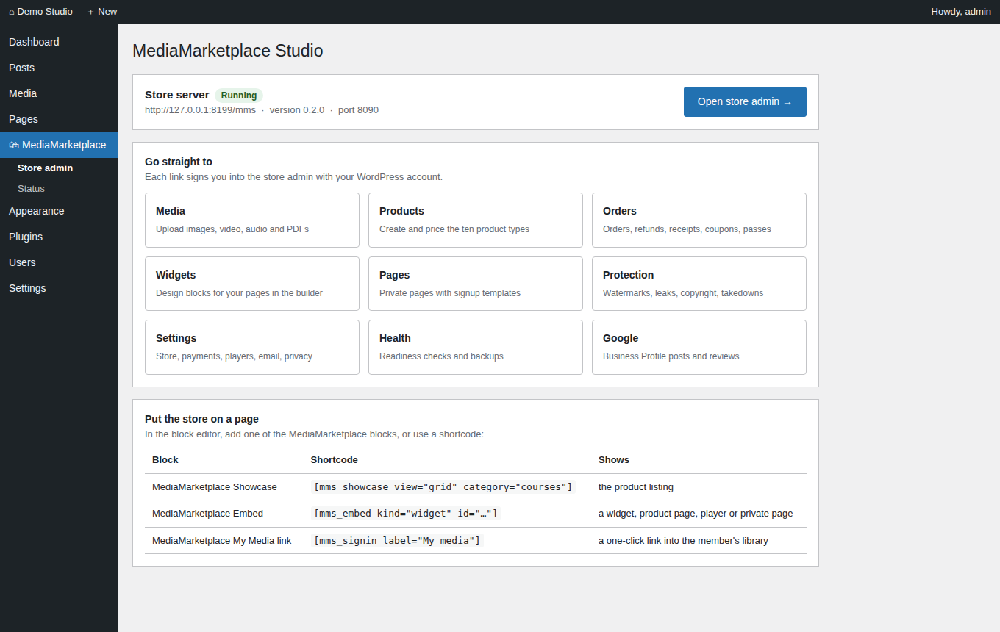 ⌂ Demo Studio + New Howdy, admin
Dashboard
Posts
Media
Pages
🛍 MediaMarketplace
Store admin
Status
Appearance
Plugins
Users
Settings
MediaMarketplace Studio
Store server Running
http://127.0.0.1:8199/mms · version 0.2.0 · port 8090
Open store admin →
Go straight to
Each link signs you into the store admin with your WordPress account.
Media
Upload images, video, audio and PDFs
Products
Create and price the ten product types
Orders
Orders, refunds, receipts, coupons, passes
Widgets
Design blocks for your pages in the builder
Pages
Private pages with signup templates
Protection
Watermarks, leaks, copyright, takedowns
Settings
Store, payments, players, email, privacy
Health
Readiness checks and backups
Google
Business Profile posts and reviews
Put the store on a page
In the block editor, add one of the MediaMarketplace blocks, or use a shortcode:
Block Shortcode Shows
MediaMarketplace Showcase [mms_showcase view="grid" category="courses"] the product listing
MediaMarketplace Embed [mms_embed kind="widget" id="…"] a widget, product page, player or private page
MediaMarketplace My Media link [mms_signin label="My media"] a one-click link into the member's library